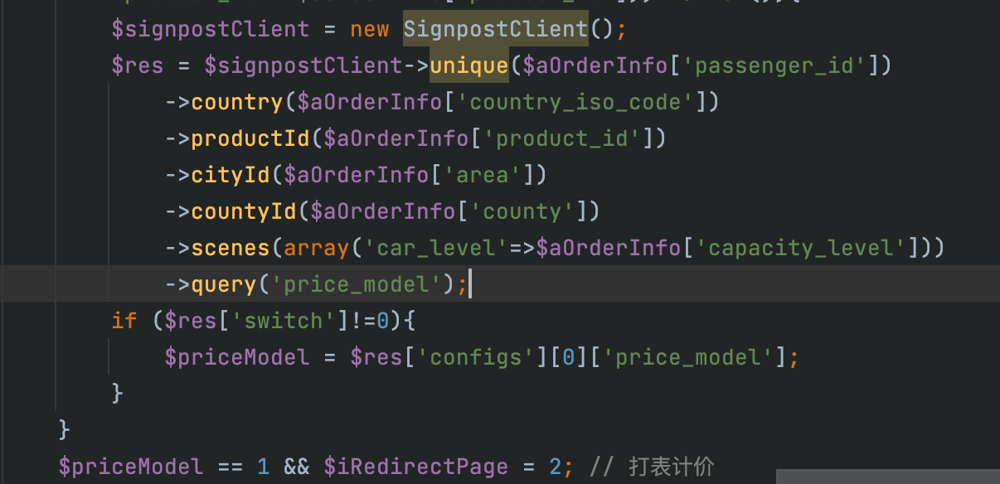 $signpostClient = new SignpostClient();
$res = $signpostClient->unique($aOrderInfo['passenger_id'])
->country($aOrderInfo['country_iso_code'])
->productId($aOrderInfo['product_id'])
->cityId($aOrderInfo['area'])
->countyId($aOrderInfo['county'])
->scenes(array('car_level'=>$aOrderInfo['capacity_level']))
->query('price_model');
if ($res['switch']!=0){
$priceModel = $res['configs'][0]['price_model'];
}
}
$priceModel == 1 && $iRedirectPage = 2; // 打表计价